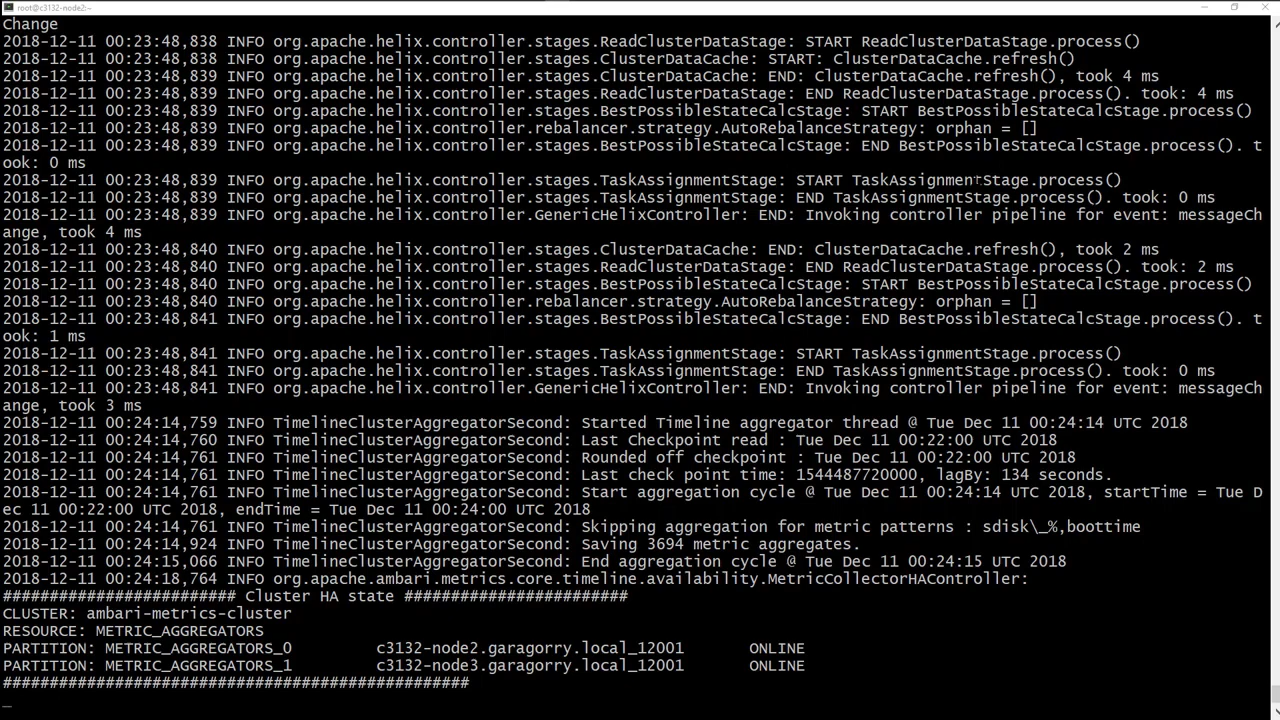 root@c3132-node2:~
Change
2018-12-11 00:23:48,838 INFO org.apache.helix.controller.stages.ReadClusterDataStage: START ReadClusterDataStage.process()
2018-12-11 00:23:48,838 INFO org.apache.helix.controller.stages.ClusterDataCache: START: ClusterDataCache.refresh()
2018-12-11 00:23:48,839 INFO org.apache.helix.controller.stages.ClusterDataCache: END: ClusterDataCache.refresh(), took 4 ms
2018-12-11 00:23:48,839 INFO org.apache.helix.controller.stages.ReadClusterDataStage: END ReadClusterDataStage.process(). took: 4 ms
2018-12-11 00:23:48,839 INFO org.apache.helix.controller.stages.BestPossibleStateCalcStage: START BestPossibleStateCalcStage.process()
2018-12-11 00:23:48,839 INFO org.apache.helix.controller.rebalancer.strategy.AutoRebalanceStrategy: orphan = []
2018-12-11 00:23:48,839 INFO org.apache.helix.controller.stages.BestPossibleStateCalcStage: END BestPossibleStateCalcStage.process(). t
ook: 0 ms
2018-12-11 00:23:48,839 INFO org.apache.helix.controller.stages.TaskAssignmentStage: START TaskAssignmentStage.process()
2018-12-11 00:23:48,839 INFO org.apache.helix.controller.stages.TaskAssignmentStage: END TaskAssignmentStage.process(). took: 0 ms
2018-12-11 00:23:48,839 INFO org.apache.helix.controller.GenericHelixController: END: Invoking controller pipeline for event: messageCh
ange, took 4 ms
2018-12-11 00:23:48,840 INFO org.apache.helix.controller.stages.ClusterDataCache: END: ClusterDataCache.refresh(), took 2 ms
2018-12-11 00:23:48,840 INFO org.apache.helix.controller.stages.ReadClusterDataStage: END ReadClusterDataStage.process(). took: 2 ms
2018-12-11 00:23:48,840 INFO org.apache.helix.controller.stages.BestPossibleStateCalcStage: START BestPossibleStateCalcStage.process()
2018-12-11 00:23:48,840 INFO org.apache.helix.controller.rebalancer.strategy.AutoRebalanceStrategy: orphan = []
2018-12-11 00:23:48,841 INFO org.apache.helix.controller.stages.BestPossibleStateCalcStage: END BestPossibleStateCalcStage.process(). t
ook: 1 ms
2018-12-11 00:23:48,841 INFO org.apache.helix.controller.stages.TaskAssignmentStage: START TaskAssignmentStage.process()
2018-12-11 00:23:48,841 INFO org.apache.helix.controller.stages.TaskAssignmentStage: END TaskAssignmentStage.process(). took: 0 ms
2018-12-11 00:23:48,841 INFO org.apache.helix.controller.GenericHelixController: END: Invoking controller pipeline for event: messageCh
ange, took 3 ms
2018-12-11 00:24:14,759 INFO TimelineClusterAggregatorSecond: Started Timeline aggregator thread @ Tue Dec 11 00:24:14 UTC 2018
2018-12-11 00:24:14,760 INFO TimelineClusterAggregatorSecond: Last Checkpoint read : Tue Dec 11 00:22:00 UTC 2018
2018-12-11 00:24:14,761 INFO TimelineClusterAggregatorSecond: Rounded off checkpoint : Tue Dec 11 00:22:00 UTC 2018
2018-12-11 00:24:14,761 INFO TimelineClusterAggregatorSecond: Last check point time: 1544487720000, lagBy: 134 seconds.
2018-12-11 00:24:14,761 INFO TimelineClusterAggregatorSecond: Start aggregation cycle @ Tue Dec 11 00:24:14 UTC 2018, startTime = Tue D
ec 11 00:22:00 UTC 2018, endTime = Tue Dec 11 00:24:00 UTC 2018
2018-12-11 00:24:14,761 INFO TimelineClusterAggregatorSecond: Skipping aggregation for metric patterns : sdisk\_%,boottime
2018-12-11 00:24:14,924 INFO TimelineClusterAggregatorSecond: Saving 3694 metric aggregates.
2018-12-11 00:24:15,066 INFO TimelineClusterAggregatorSecond: End aggregation cycle @ Tue Dec 11 00:24:15 UTC 2018
2018-12-11 00:24:18,764 INFO org.apache.ambari.metrics.core.timeline.availability.MetricCollectorHAController:
######################### Cluster HA state ########################
CLUSTER: ambari-metrics-cluster
RESOURCE: METRIC_AGGREGATORS
PARTITION: METRIC_AGGREGATORS_0 c3132-node2.garagorry.local_12001 ONLINE
PARTITION: METRIC_AGGREGATORS_1 c3132-node3.garagorry.local_12001 ONLINE
##################################################